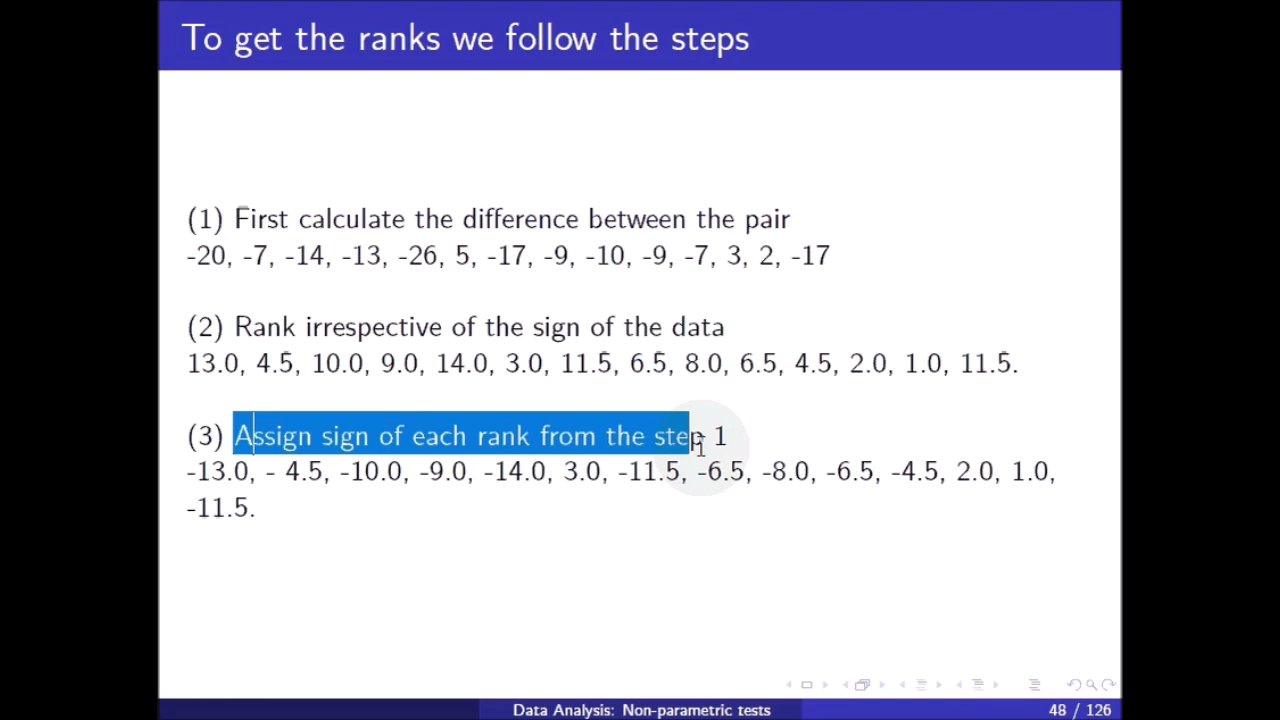 To get the ranks we follow the steps
(1) First calculate the difference between the pair
-20, -7, -14, -13, -26, 5, -17, -9, -10, -9, -7, 3, 2, -17
(2) Rank irrespective of the sign of the data
13.0, 4.5, 10.0, 9.0, 14.0, 3.0, 11.5, 6.5, 8.0, 6.5, 4.5, 2.0, 1.0, 11.5.
(3) Assign sign of each rank from the step 1
-13.0, - 4.5, -10.0, -9.0, -14.0, 3.0, -11.5, -6.5, -8.0, -6.5, -4.5, 2.0, 1.0,
-11.5.
Data Analysis: Non-parametric tests
48 / 126